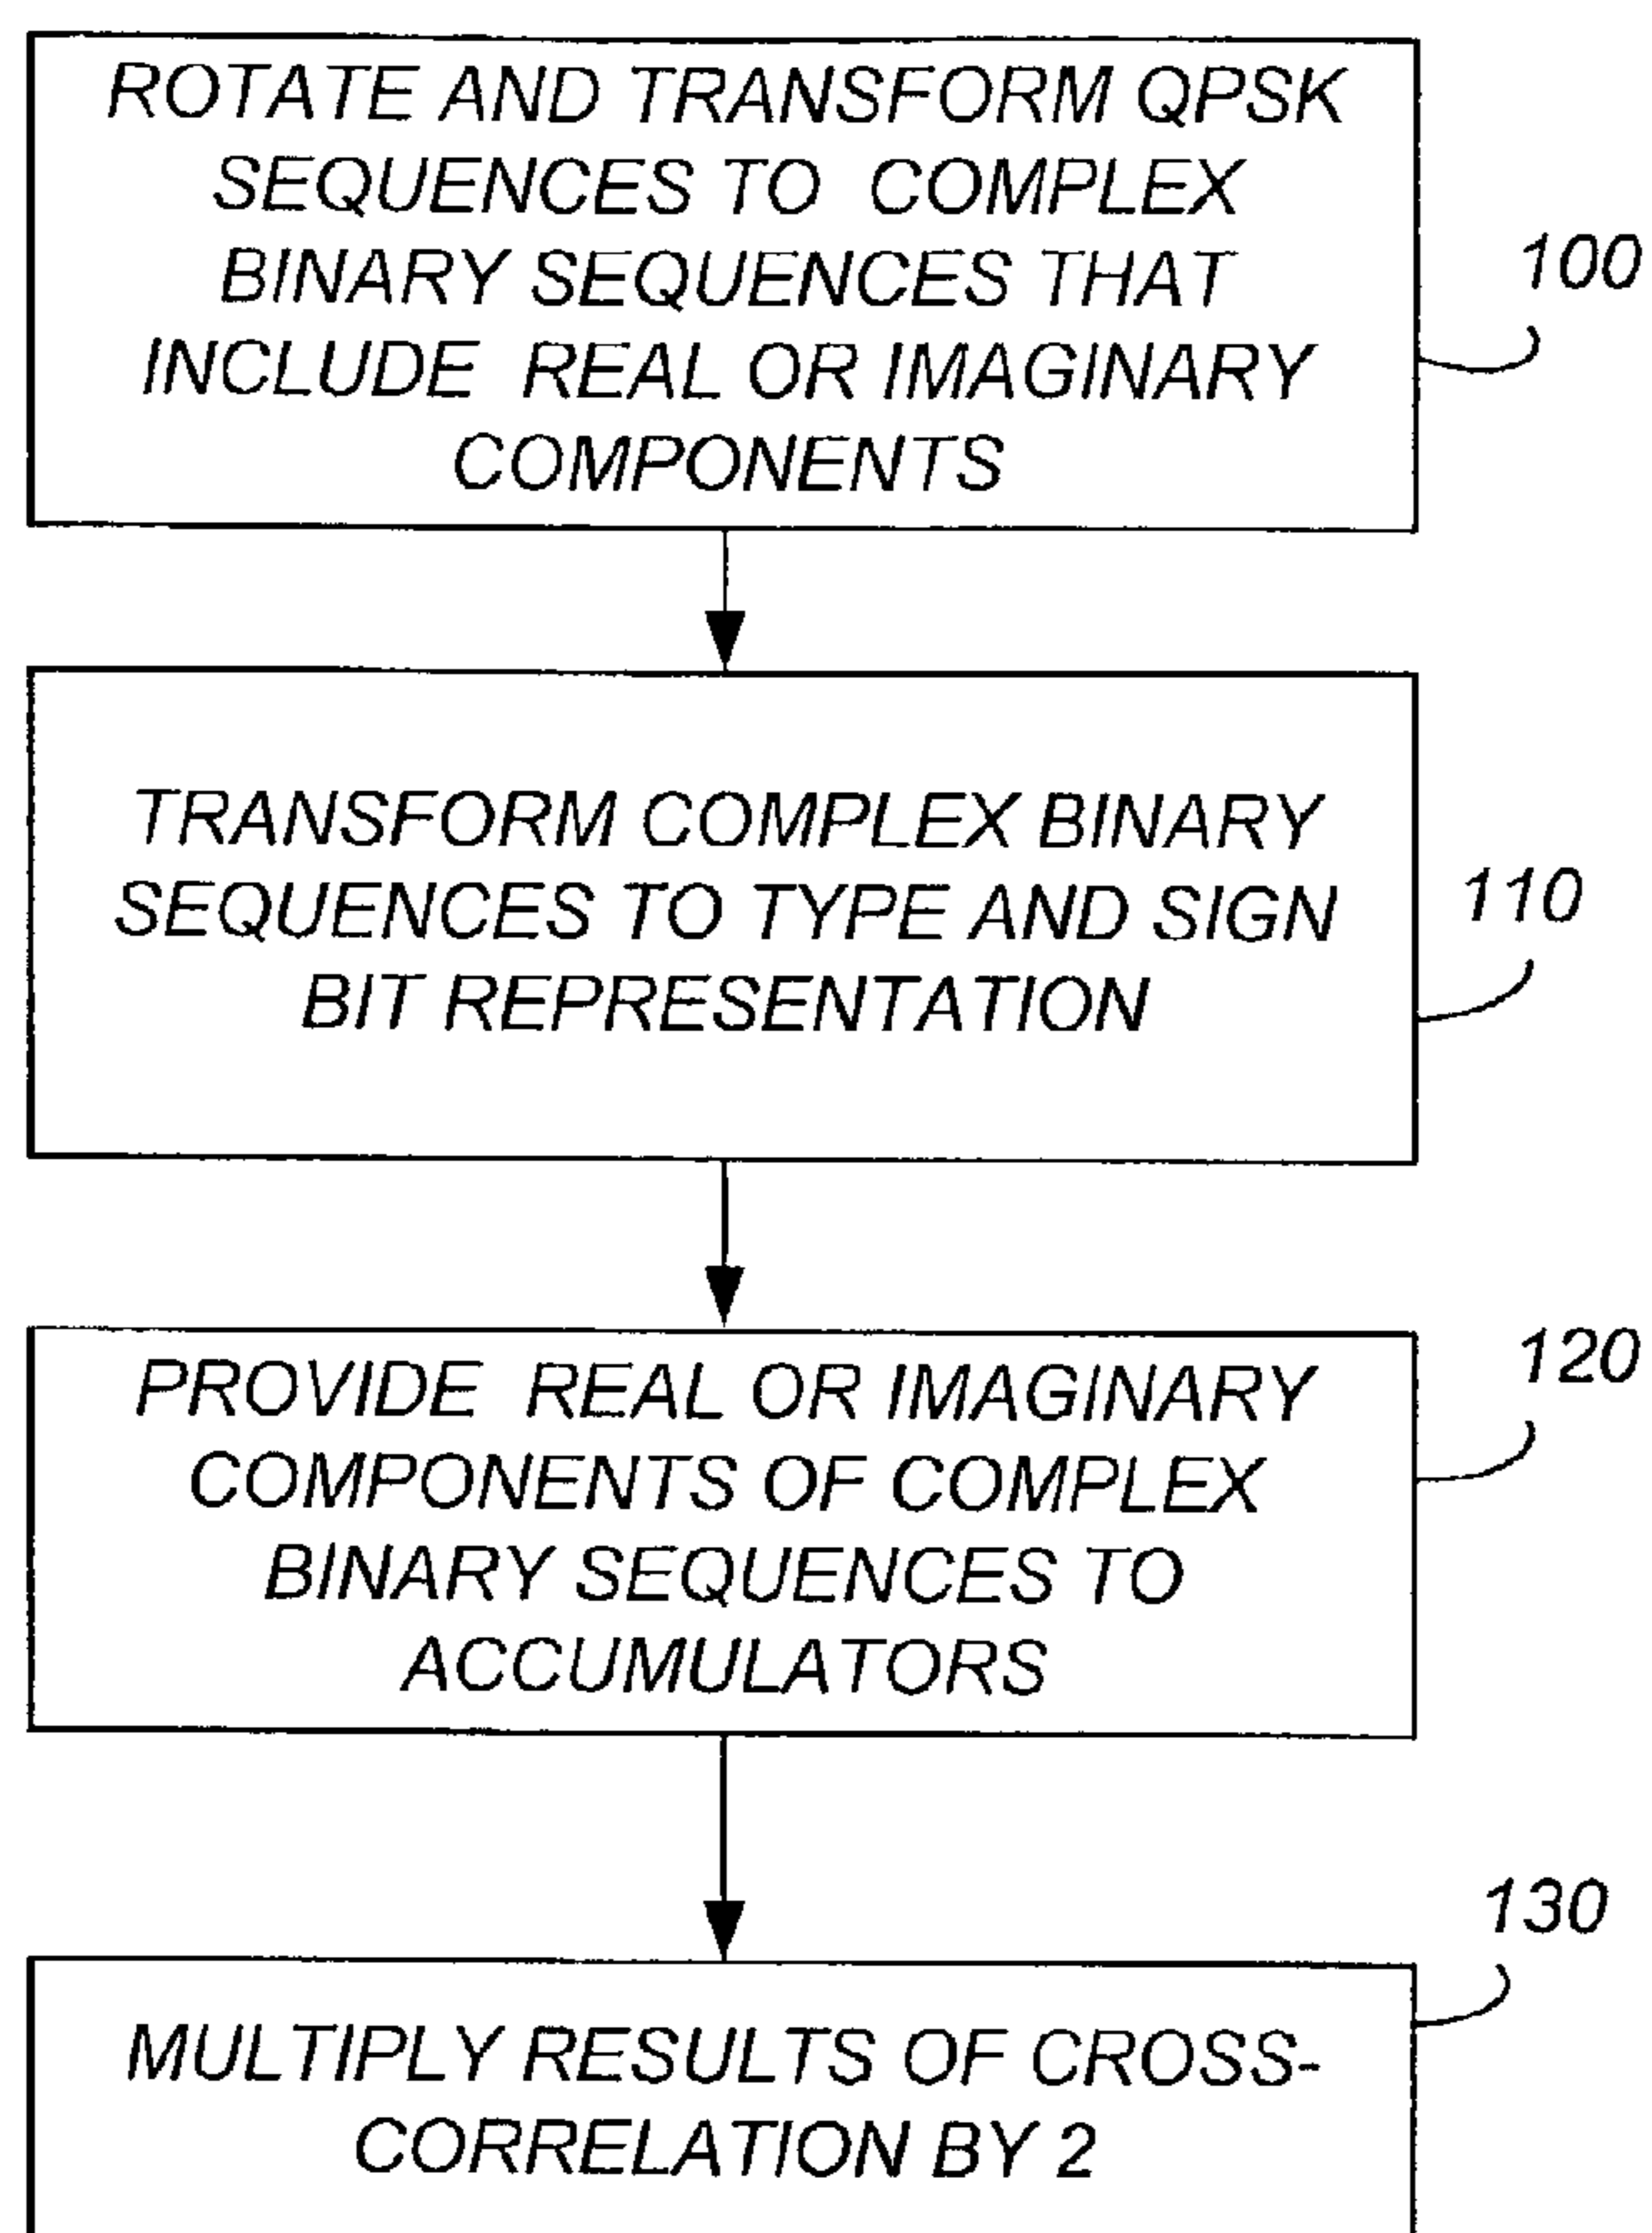 ROTATE AND TRANSFORM QPSK
SEQUENCES TO COMPLEX
BINARY SEQUENCES THAT
INCLUDE REAL OR IMAGINARY
COMPONENTS
100
TRANSFORM COMPLEX BINARY
SEQUENCES TO TYPE AND SIGN
BIT REPRESENTATION
110
PROVIDE REAL OR IMAGINARY
COMPONENTS OF COMPLEX
BINARY SEQUENCES TO
ACCUMULATORS
120
MULTIPLY RESULTS OF CROSS-
CORRELATION BY 2
130